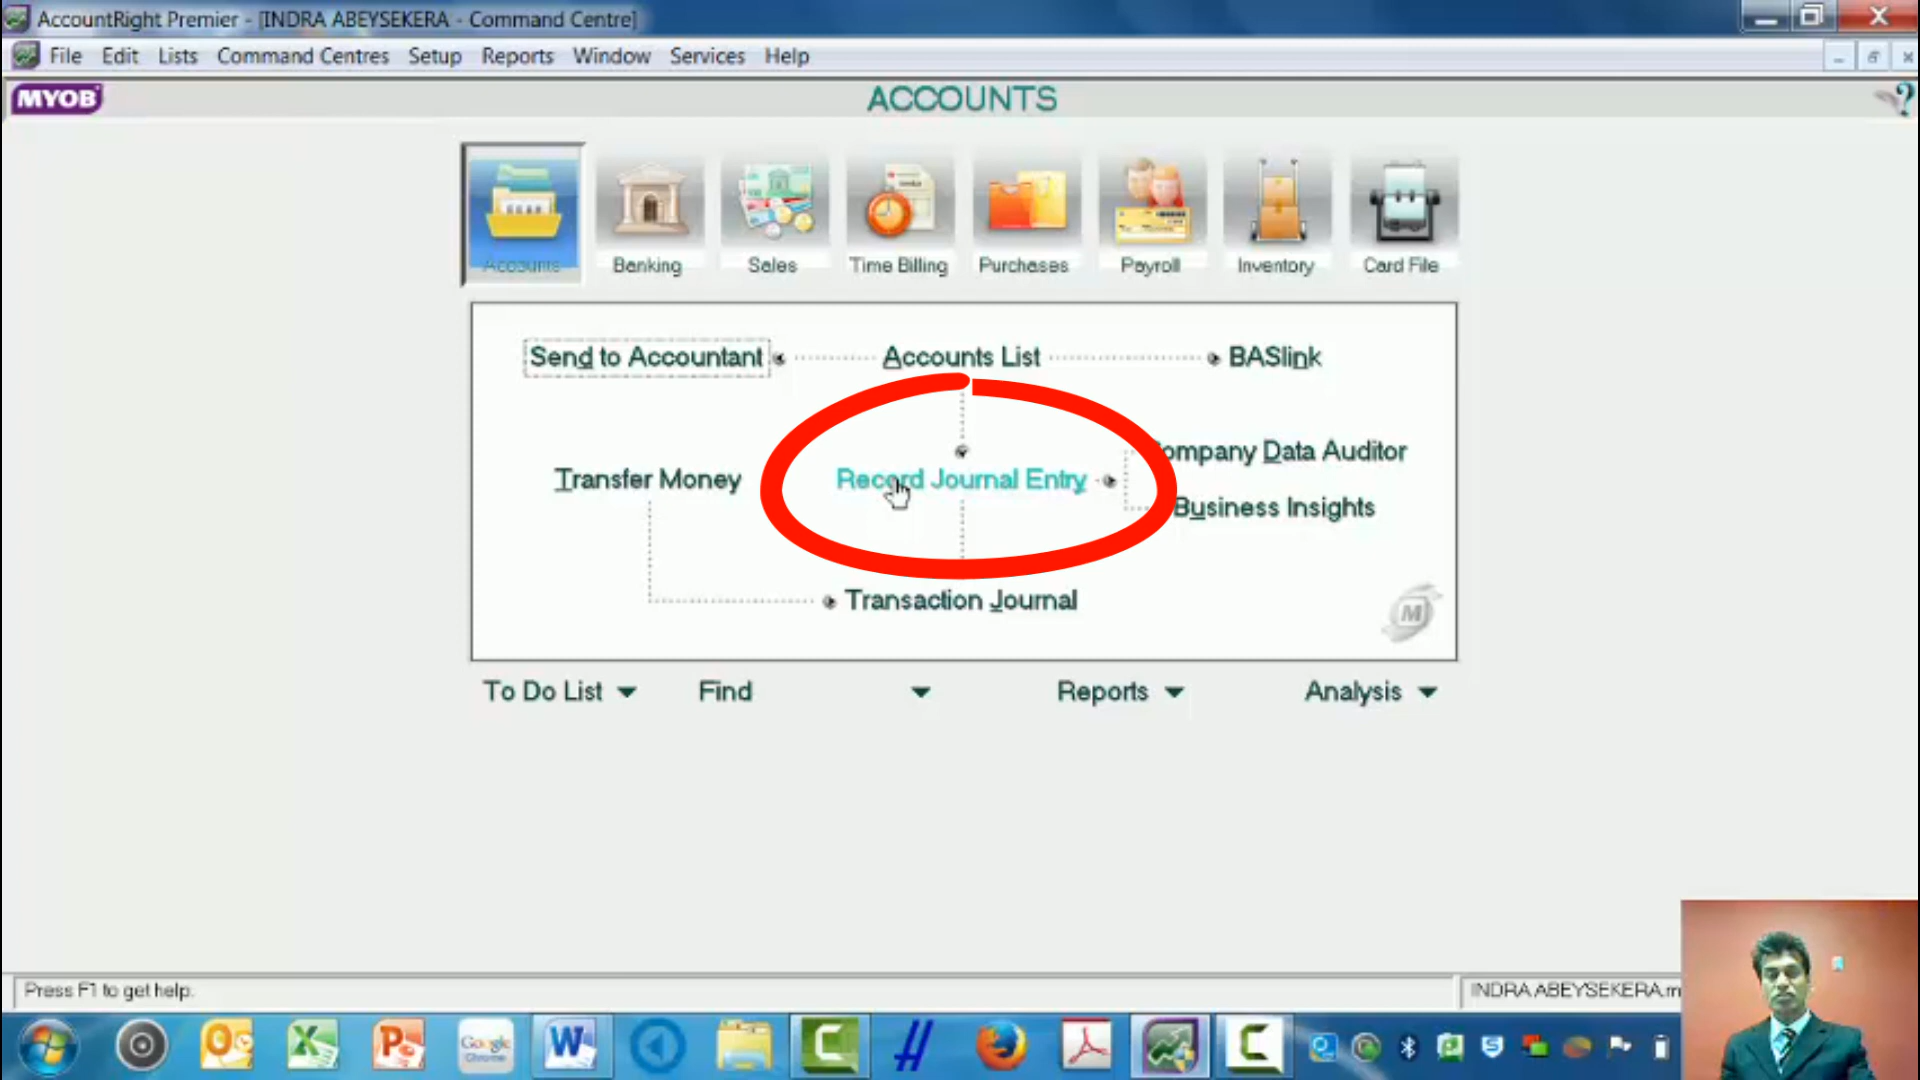 AccountRight Premier - [INDRA ABEYSEKERA - Command Centre]
File Edit Lists Command Centres Setup Reports Window Services Help
MYOB
ACCOUNTS
Accounts Banking Sales Time Billing Purchases Payroll Inventory Card File
Send to Accountant Accounts List BASlink
ompany Data Auditor
Transfer Money Record Journal Entry
Business Insights
Transaction Journal
M
To Do List Find Reports Analysis
Press F1 to get help.
INDRA ABEYSEKERA.m
Google
Chrome